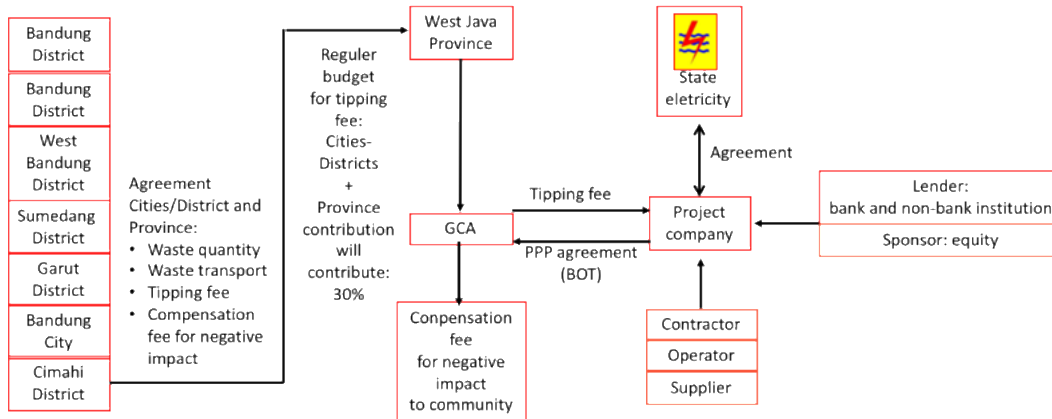 Bandung
District
Bandung
District
West
Bandung
District
Sumedang
District
Garut
District
Bandung
City
Cimahi
District
Agreement
Cities/District and
Province:
• Waste quantity
• Waste transport
• Tipping fee
• Compensation
fee for negative
impact
Reguler
budget
for tipping
fee:
Cities-
Districts
+
Province
contribution
will
contribute:
30%
West Java
Province
GCA
Conpensation
fee
for negative
impact
to community
Tipping fee
PPP agreement
(BOT)
State
eletricity
Agreement
Project
company
Contractor
Operator
Supplier
Lender:
bank and non-bank institution
Sponsor: equity